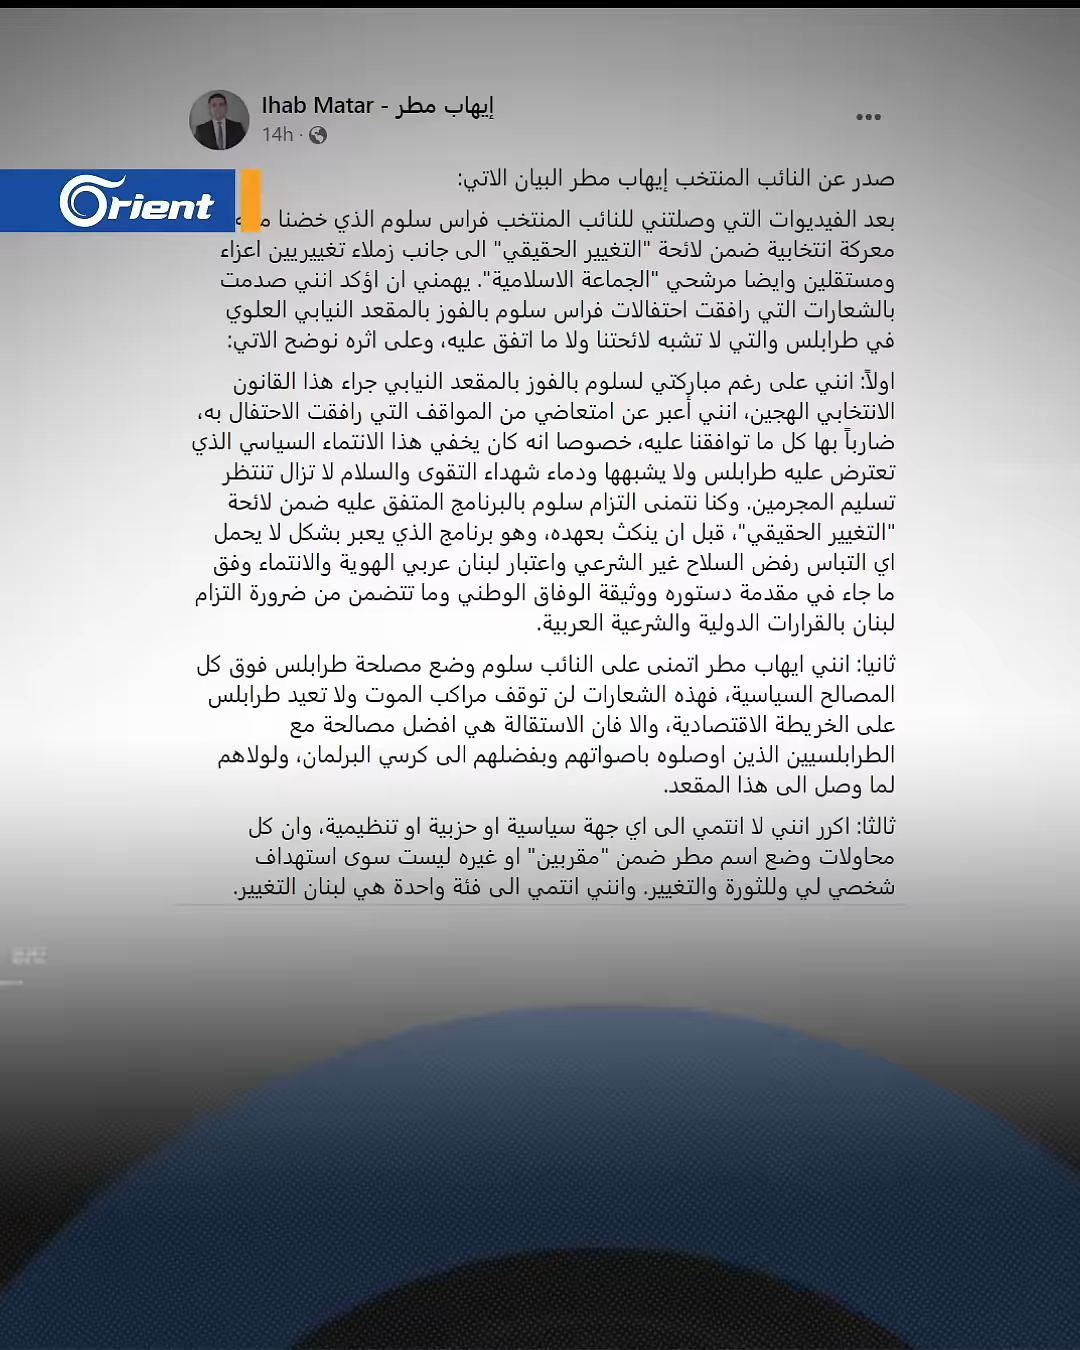 Ihab Matar - إيهاب مطر
14h
Orient
صدر عن النائب المنتخب إيهاب مطر البيان الاتي:
بعد الفيديوات التي وصلتني للنائب المنتخب فراس سلوم الذي خضنا
معركة انتخابية ضمن لائحة "التغيير الحقيقي" الى جانب زملاء تغييريين اعزاء
ومستقلين وايضا مرشحي "الجماعة الاسلامية". يهمني ان اؤكد انني صدمت
بالشعارات التي رافقت احتفالات فراس سلوم بالفوز بالمقعد النيابي العلوي
في طرابلس والتي لا تشبه لائحتنا ولا ما اتفق عليه، وعلى اثره نوضح الاتي:
اولاً: انني على رغم مباركتي لسلوم بالفوز بالمقعد النيابي جراء هذا القانون
الانتخابي الهجين، انني أعبر عن امتعاضي من المواقف التي رافقت الاحتفال به،
ضارباً بها كل ما توافقنا عليه، خصوصا انه كان يخفي هذا الانتماء السياسي الذي
تعترض عليه طرابلس ولا يشبهها ودماء شهداء التقوى والسلام لا تزال تنتظر
تسليم المجرمين. وكنا نتمنى التزام سلوم بالبرنامج المتفق عليه ضمن لائحة
"التغيير الحقيقي"، قبل ان ينكث بعهده، وهو برنامج الذي يعبر بشكل لا يحمل
اي التباس رفض السلاح غير الشرعي واعتبار لبنان عربي الهوية والانتماء وفق
ما جاء في مقدمة دستوره ووثيقة الوفاق الوطني وما تتضمن من ضرورة التزام
لبنان بالقرارات الدولية والشرعية العربية.
ثانيا: انني ايهاب مطر اتمنى على النائب سلوم وضع مصلحة طرابلس فوق كل
المصالح السياسية، فهذه الشعارات لن توقف مراكب الموت ولا تعيد طرابلس
على الخريطة الاقتصادية، والا فان الاستقالة هي افضل مصالحة مع
الطرابلسيين الذين اوصلوه باصواتهم وبفضلهم الى كرسي البرلمان، ولولاهم
لما وصل الى هذا المقعد.
ثالثا: اكرر انني لا انتمي الى اي جهة سياسية او حزبية او تنظيمية، وان كل
محاولات وضع اسم مطر ضمن "مقربين" او غيره ليست سوى استهداف
شخصي لي وللثورة والتغيير. وانني انتمي الى فئة واحدة هي لبنان التغيير.